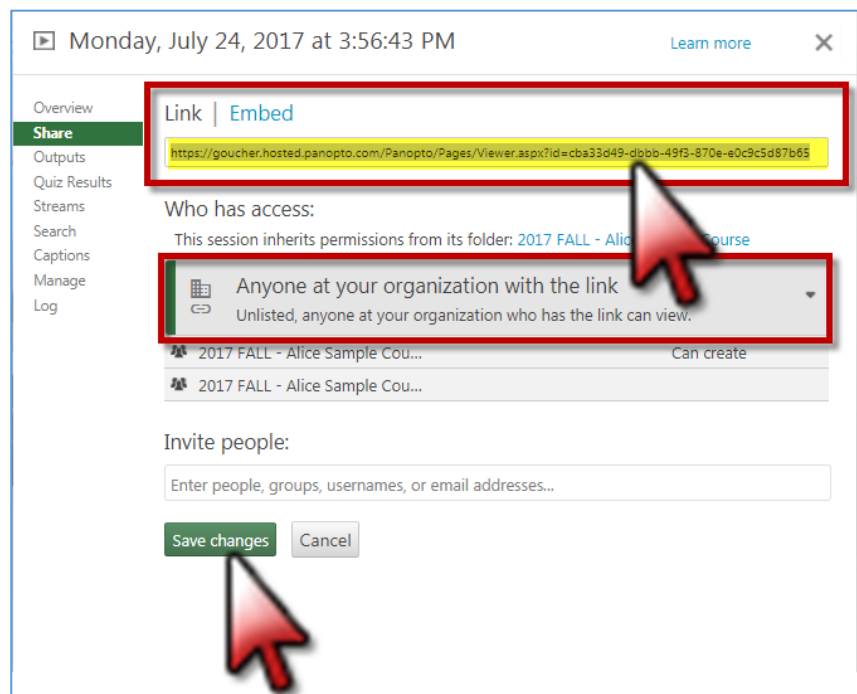 Monday, July 24, 2017 at 3:56:43 PM
Learn more
Overview
Share
Outputs
Quiz Results
Streams
Search
Captions
Manage
Log
Link | Embed
https://goucher.hosted.panopto.com/Panopto/Pages/Viewer.aspx?id=cba33d49-dbbb-49f3-870e-e0c9c5d87b65
Who has access:
This session inherits permissions from its folder: 2017 FALL - Course
Anyone at your organization with the link
Unlisted, anyone at your organization who has the link can view.
2017 FALL - Alice Sample Cou...
Can create
2017 FALL - Alice Sample Cou...
Invite people:
Enter people, groups, usernames, or email addresses...
Save changes
Cancel